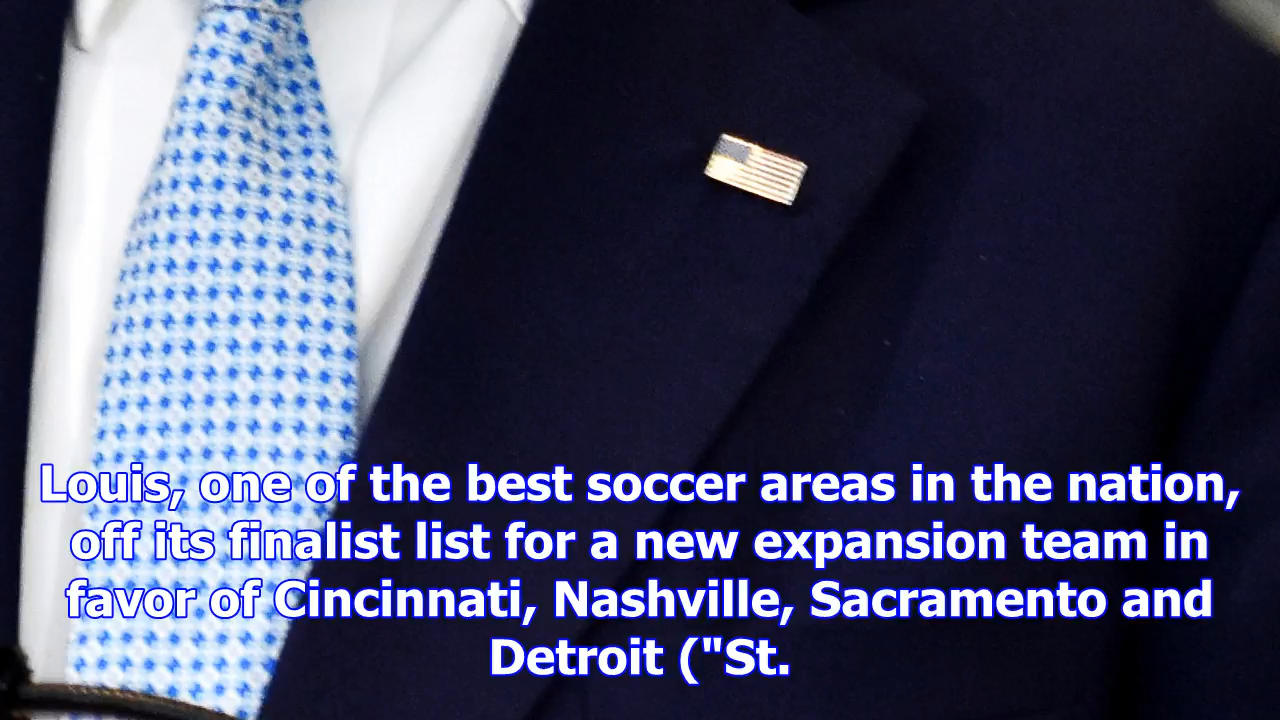 Louis, one of the best soccer areas in the nation,
off its finalist list for a new expansion team in
favor of Cincinnati, Nashville, Sacramento and
Detroit ("St.